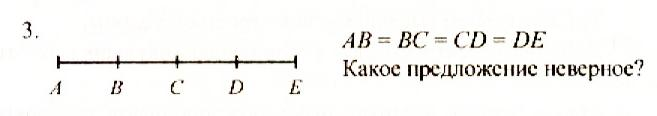 3.
AB = BC = CD = DE
Какое предложение неверное?
A B C D E